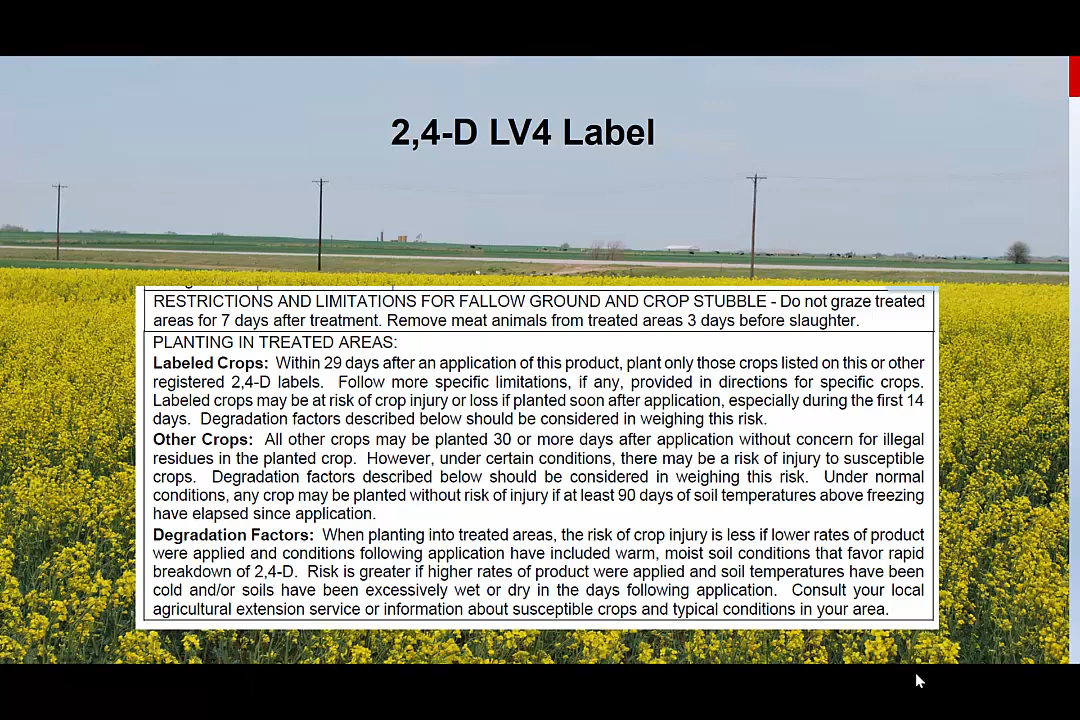 2,4-D LV4 Label
RESTRICTIONS AND LIMITATIONS FOR FALLOW GROUND AND CROP STUBBLE - Do not graze treated
areas for 7 days after treatment. Remove meat animals from treated areas 3 days before slaughter.
PLANTING IN TREATED AREAS:
Labeled Crops: Within 29 days after an application of this product, plant only those crops listed on this or other
registered 2,4-D labels. Follow more specific limitations, if any, provided in directions for specific crops.
Labeled crops may be at risk of crop injury or loss if planted soon after application, especially during the first 14
days. Degradation factors described below should be considered in weighing this risk.
Other Crops: All other crops may be planted 30 or more days after application without concern for illegal
residues in the planted crop. However, under certain conditions, there may be a risk of injury to susceptible
crops. Degradation factors described below should be considered in weighing this risk. Under normal
conditions, any crop may be planted without risk of injury if at least 90 days of soil temperatures above freezing
have elapsed since application.
Degradation Factors: When planting into treated areas, the risk of crop injury is less if lower rates of product
were applied and conditions following application have included warm, moist soil conditions that favor rapid
breakdown of 2,4-D. Risk is greater if higher rates of product were applied and soil temperatures have been
cold and/or soils have been excessively wet or dry in the days following application. Consult your local
agricultural extension service or information about susceptible crops and typical conditions in your area.